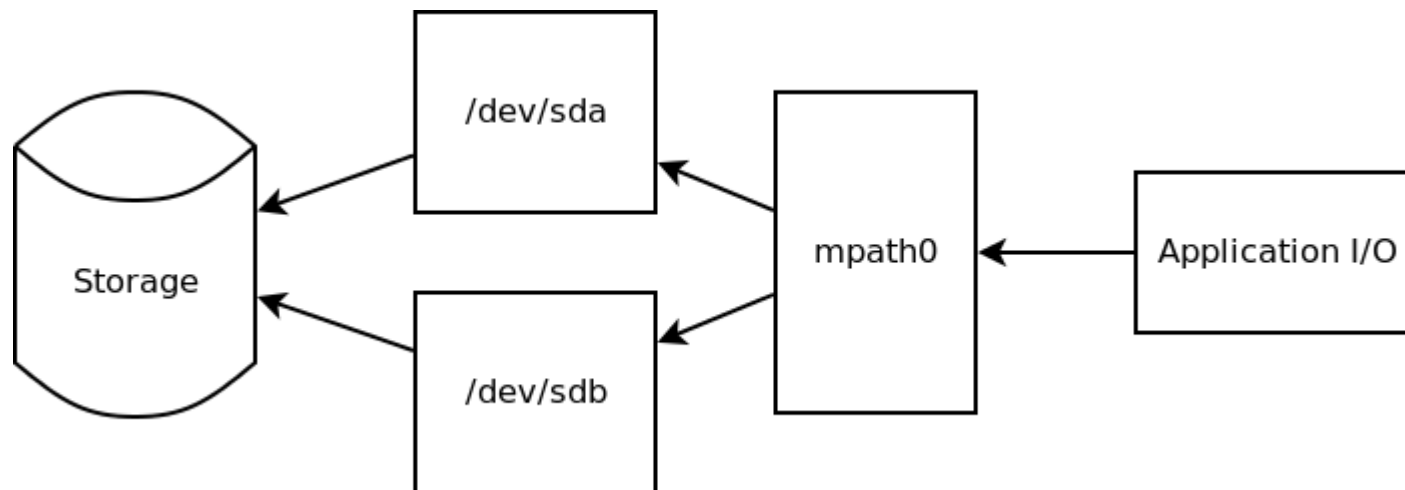 /dev/sda
Storage
mpath0
Application I/O
/dev/sdb